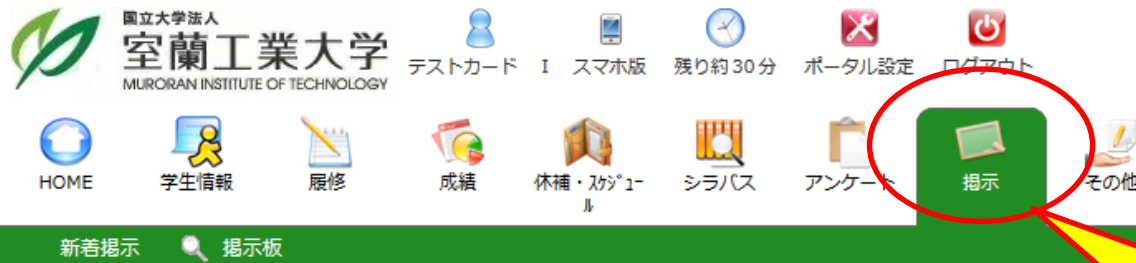 国立大学法人
室蘭工業大学
MURORAN INSTITUTE OF TECHNOLOGY
テストカード I スマホ版 残り約30分 ポータル設定 ログアウト
HOME 学生情報 履修 成績 休補・ｽｹｼﾞｭｰ
ﾙ シラバス アンケート 掲示 その他
新着掲示 掲示板